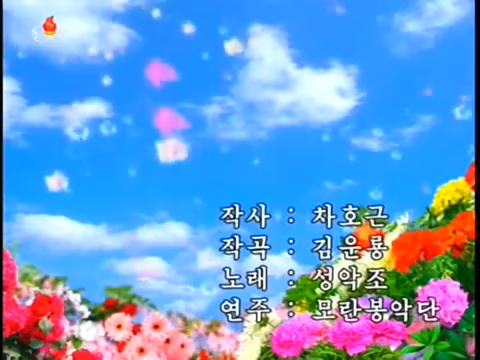 작사 : 차호근
작곡 : 김운룡
노래 : 성악조
연주 : 모란봉악단